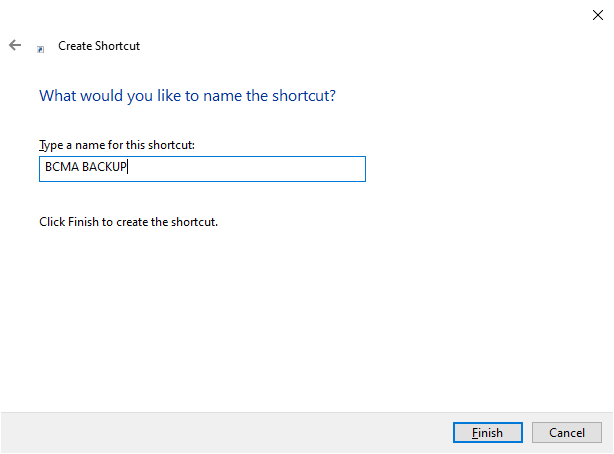 Create Shortcut
What would you like to name the shortcut?
Type a name for this shortcut:
BCMA BACKUP
Click Finish to create the shortcut.
Finish Cancel